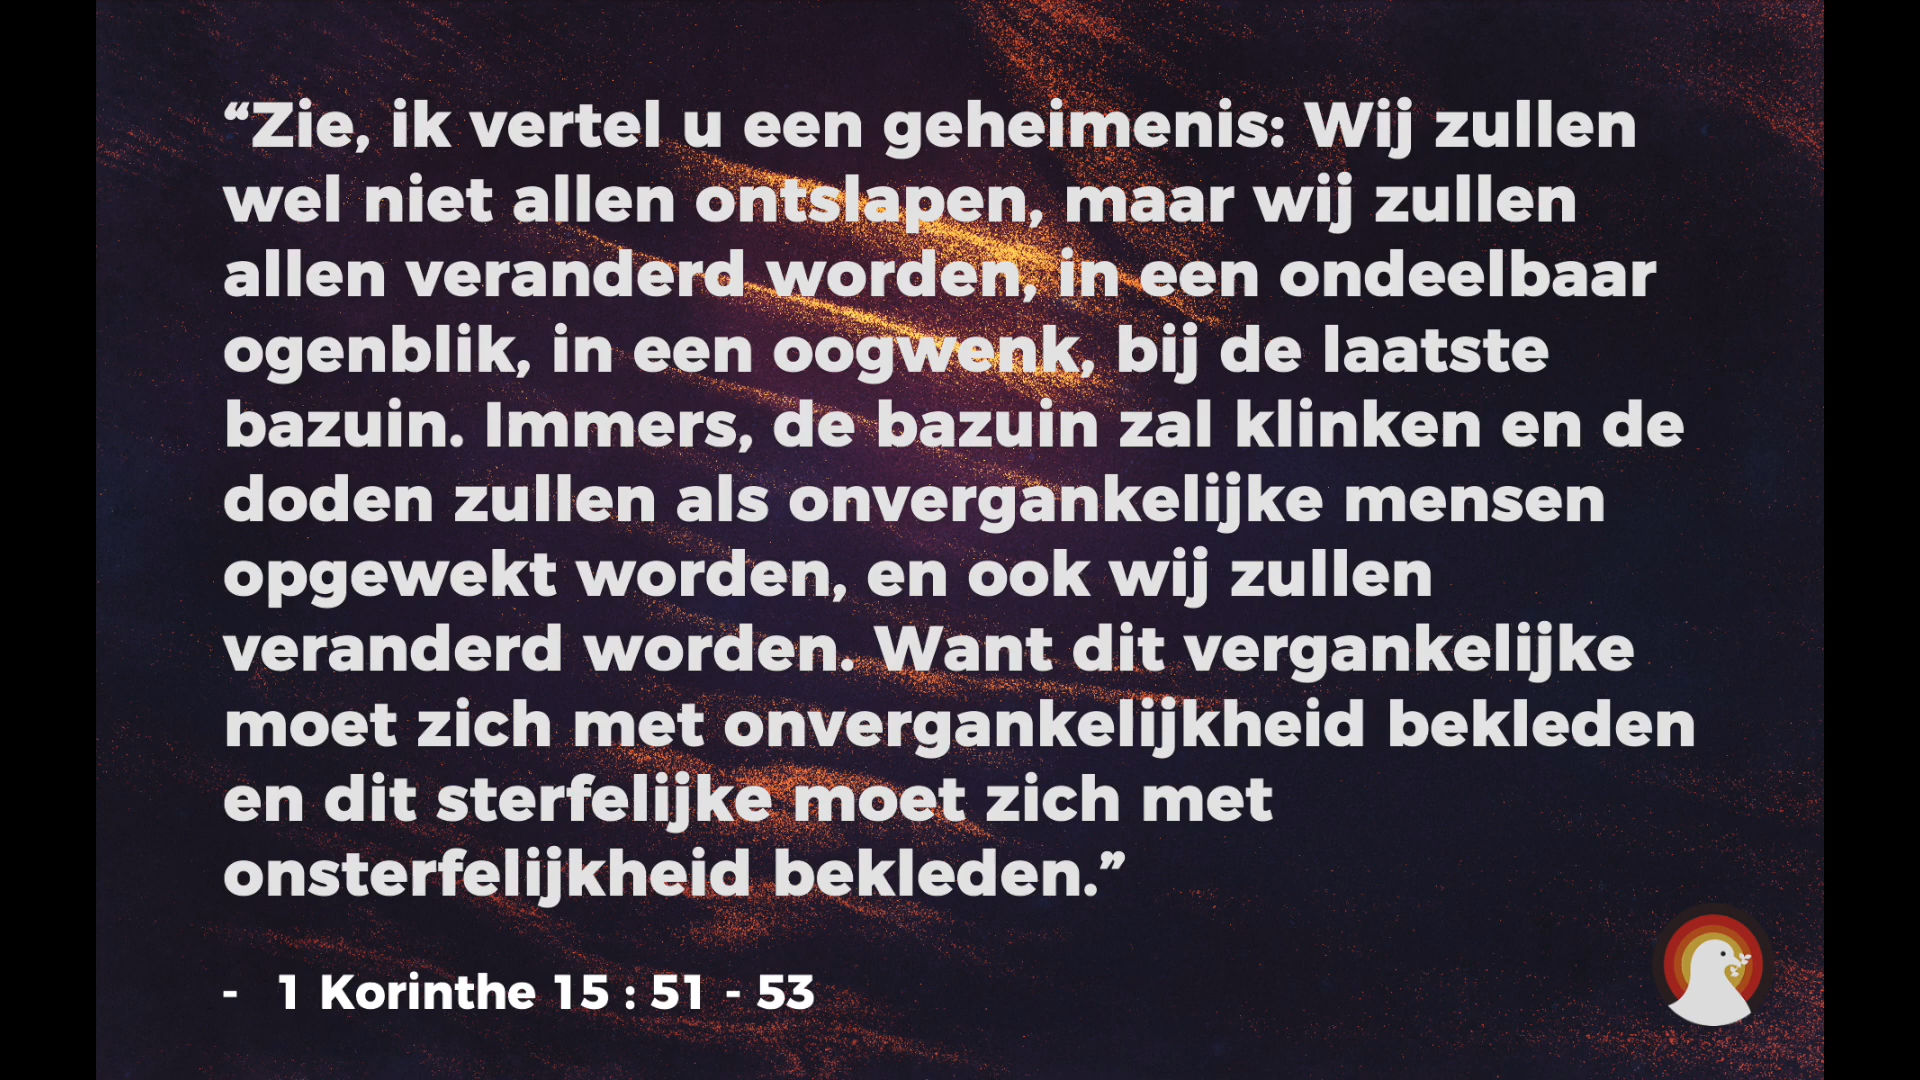 “Zie, ik vertel u een geheimenis: Wij zullen
wel niet allen ontslapen, maar wij zullen
allen veranderd worden, in een ondeelbaar
ogenblik, in een oogwenk, bij de laatste
bazuin. Immers, de bazuin zal klinken en de
doden zullen als onvergankelijke mensen
opgewekt worden, en ook wij zullen
veranderd worden. Want dit vergankelijke
moet zich met onvergankelijkheid bekleden
en dit sterfelijke moet zich met
onsterfelijkheid bekleden.”
- 1 Korinthe 15 : 51 - 53